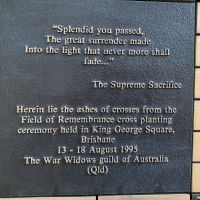 "Splendid you passed,
The great surrender made
Into the light that never more shall
fade..."
The Supreme Sacrifice
Herein lie the ashes of crosses from the
Field of Remembrance cross planting
ceremony held in King George Square,
Brisbane
13 - 18 August 1995
The War Widows guild of Australia
(Qld)